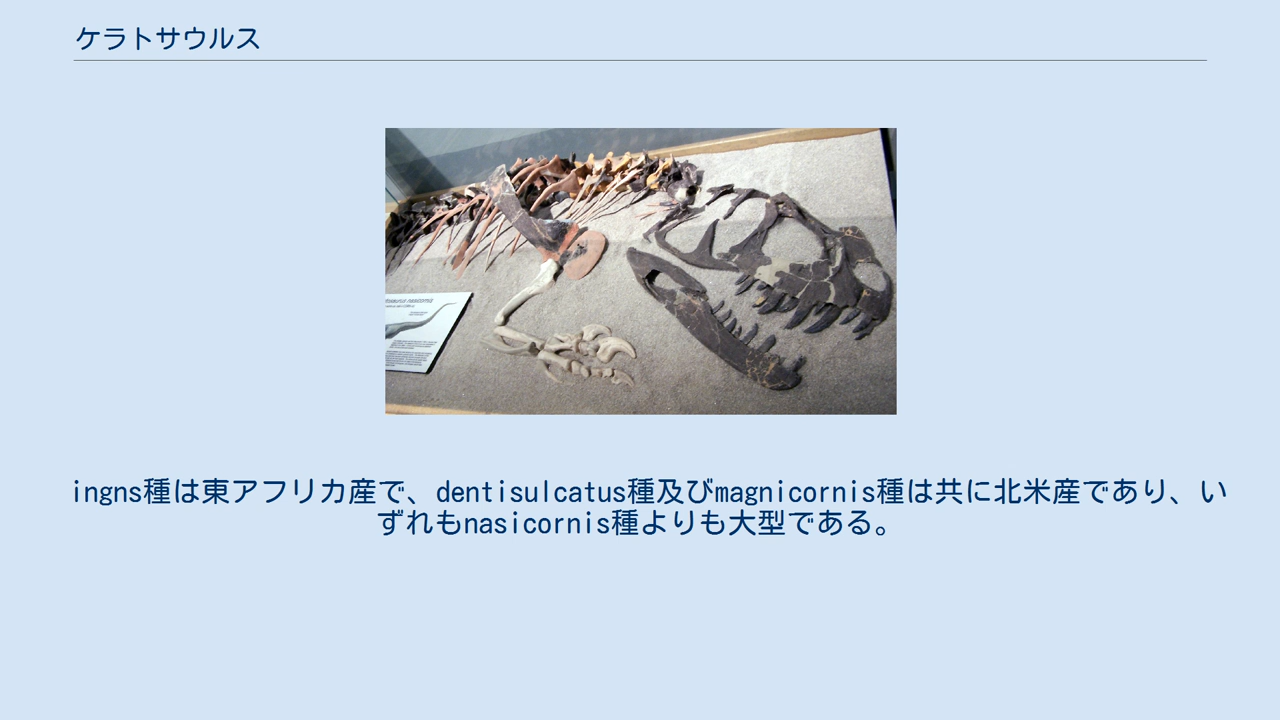 ケラトサウルス
ingns種は東アフリカ産で、dentisulcatus種及びmagnicornis種は共に北米産であり、い
ずれもnasicornis種よりも大型である。